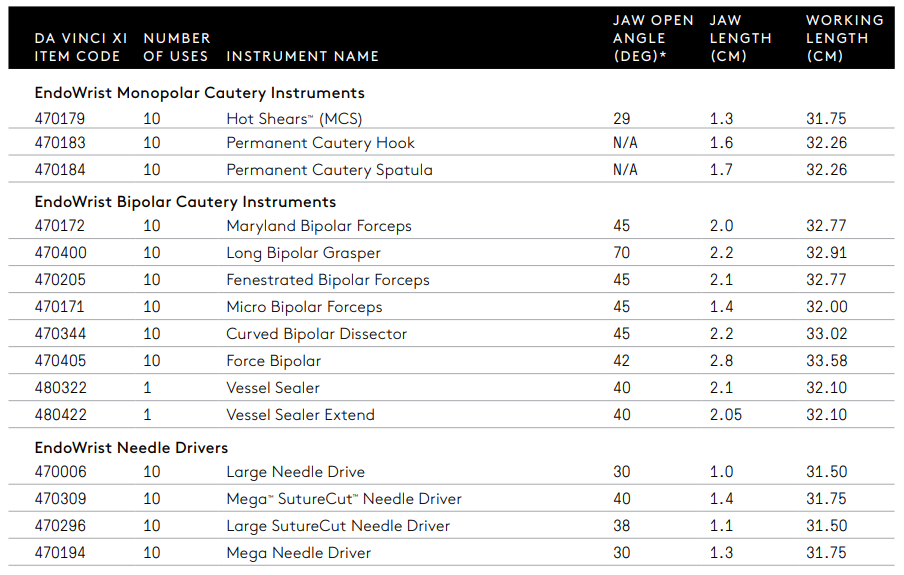 DA VINCI XI ITEM CODE NUMBER OF USES INSTRUMENT NAME JAW OPEN ANGLE (DEG)* JAW LENGTH (CM) WORKING LENGTH (CM)
EndoWrist Monopolar Cautery Instruments
470179 10 Hot Shears™ (MCS) 29 1.3 31.75
470183 10 Permanent Cautery Hook N/A 1.6 32.26
470184 10 Permanent Cautery Spatula N/A 1.7 32.26
EndoWrist Bipolar Cautery Instruments
470172 10 Maryland Bipolar Forceps 45 2.0 32.77
470400 10 Long Bipolar Grasper 70 2.2 32.91
470205 10 Fenestrated Bipolar Forceps 45 2.1 32.77
470171 10 Micro Bipolar Forceps 45 1.4 32.00
470344 10 Curved Bipolar Dissector 45 2.2 33.02
470405 10 Force Bipolar 42 2.8 33.58
480322 1 Vessel Sealer 40 2.1 32.10
480422 1 Vessel Sealer Extend 40 2.05 32.10
EndoWrist Needle Drivers
470006 10 Large Needle Drive 30 1.0 31.50
470309 10 Mega™ SutureCut™ Needle Driver 40 1.4 31.75
470296 10 Large SutureCut Needle Driver 38 1.1 31.50
470194 10 Mega Needle Driver 30 1.3 31.75